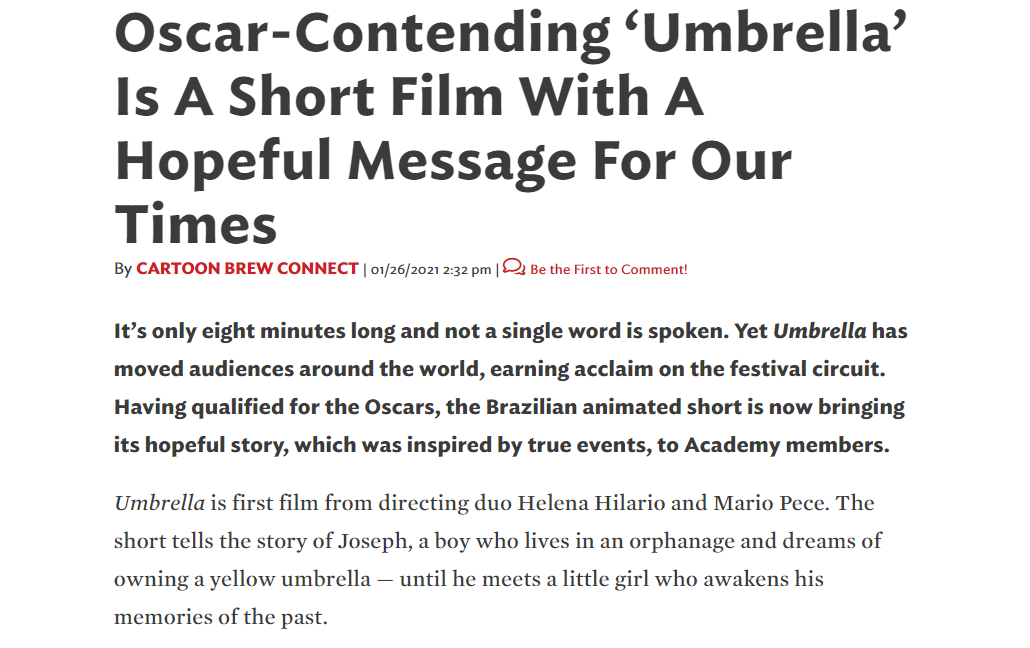 Oscar-Contending ‘Umbrella’
Is A Short Film With A
Hopeful Message For Our
Times
By CARTOON BREW CONNECT | 01/26/2021 2:32 pm | Be the First to Comment!
It’s only eight minutes long and not a single word is spoken. Yet Umbrella has
moved audiences around the world, earning acclaim on the festival circuit.
Having qualified for the Oscars, the Brazilian animated short is now bringing
its hopeful story, which was inspired by true events, to Academy members.
Umbrella is first film from directing duo Helena Hilario and Mario Pece. The
short tells the story of Joseph, a boy who lives in an orphanage and dreams of
owning a yellow umbrella — until he meets a little girl who awakens his
memories of the past.